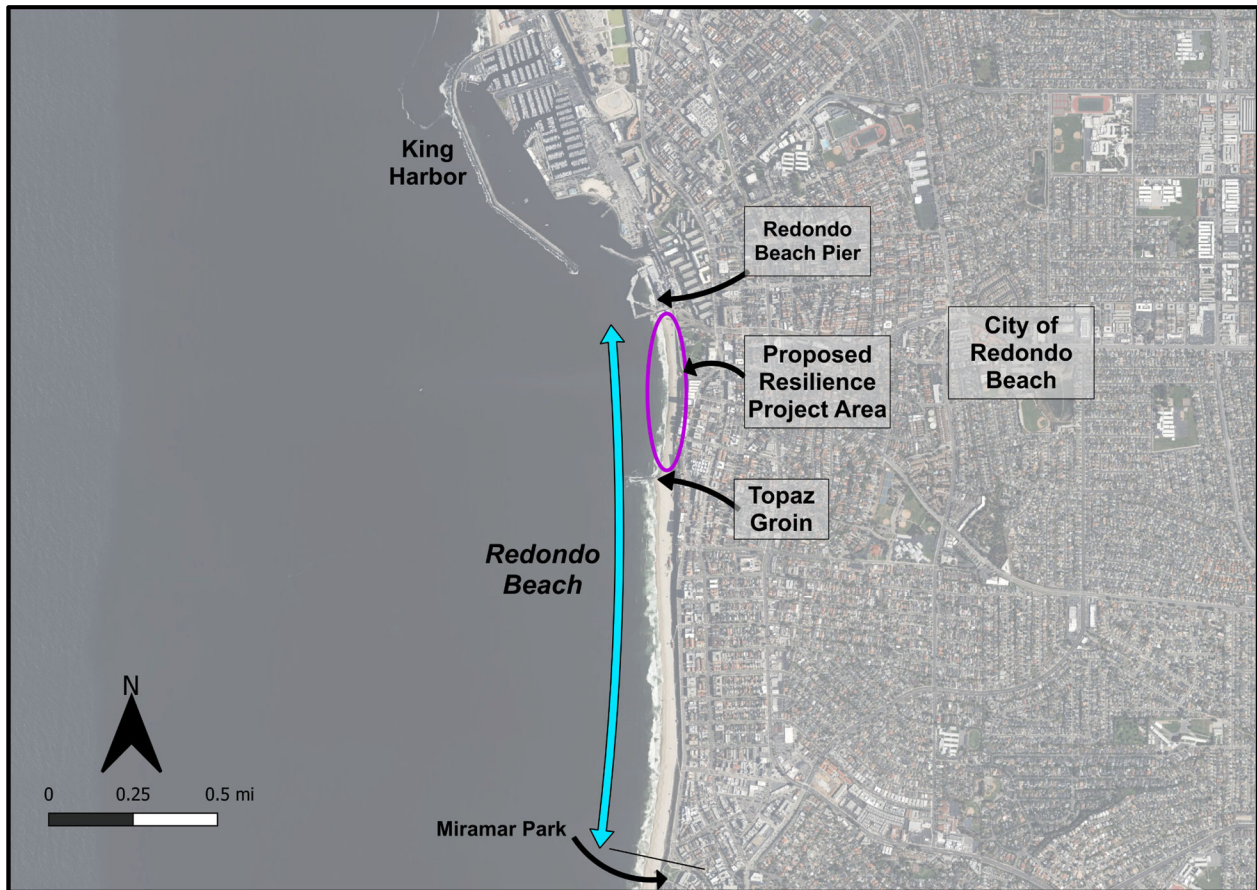 King
Harbor
Redondo
Beach Pier
City of
Redondo
Beach
Proposed
Resilience
Project Area
Topaz
Groin
Redondo
Beach
N
0 0.25 0.5 mi
Miramar Park